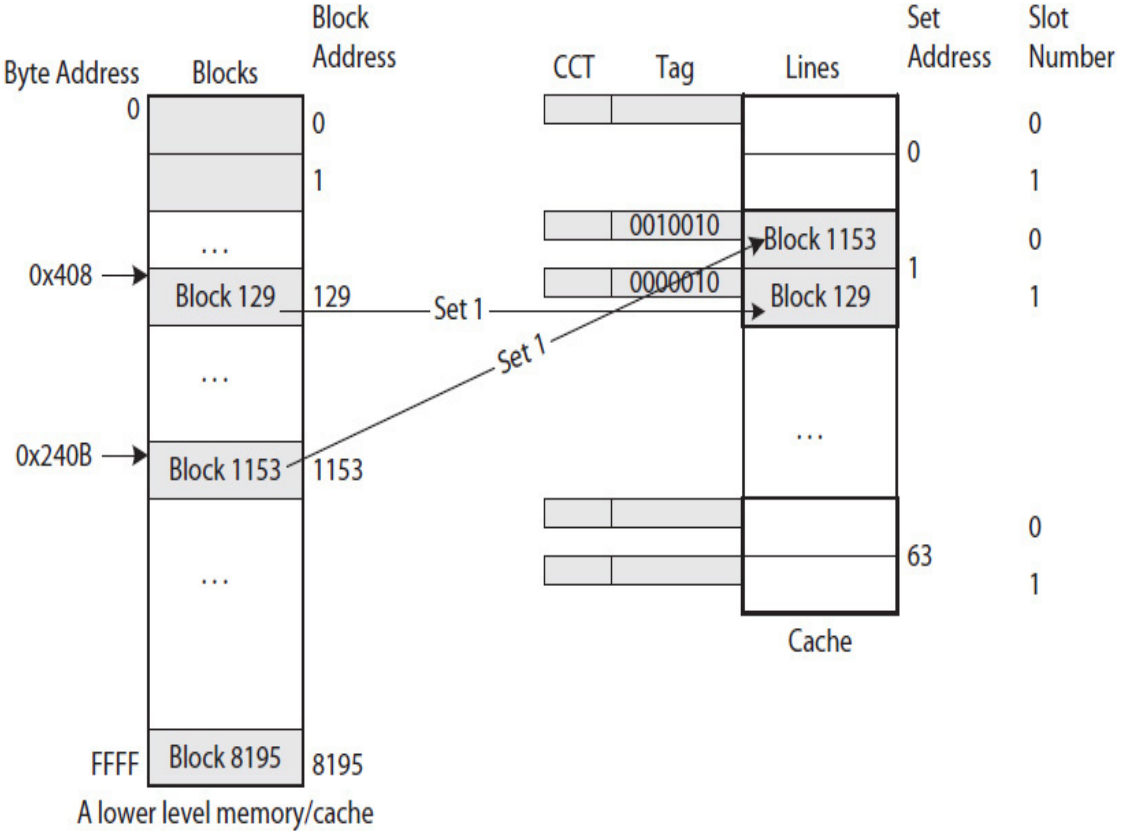 Block
Address
Set
Address
Slot
Number
Byte Address
Blocks
CCT
Tag
Lines
0
0
0
0
1
1
...
0010010
Block 1153
0
0x408
1
0000010
Block 129
129
Set 1
Block 129
1
Set 1
...
...
0x240B
Block 1153
1153
0
...
63
1
Cache
FFFF
Block 8195
8195
A lower level memory/cache